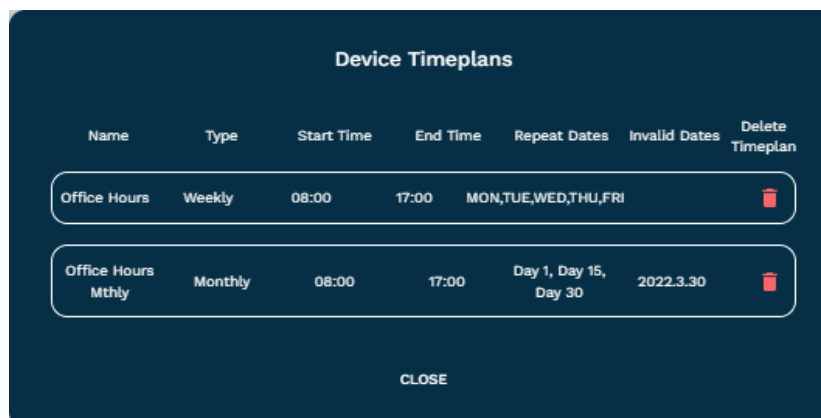 Device Timeplans
Name Type Start Time End Time Repeat Dates Invalid Dates Delete
Timeplan
Office Hours Weekly 08:00 17:00 MON,TUE,WED,THU,FRI
Office Hours
Mthly Monthly 08:00 17:00 Day 1, Day 15,
Day 30 2022.3.30
CLOSE